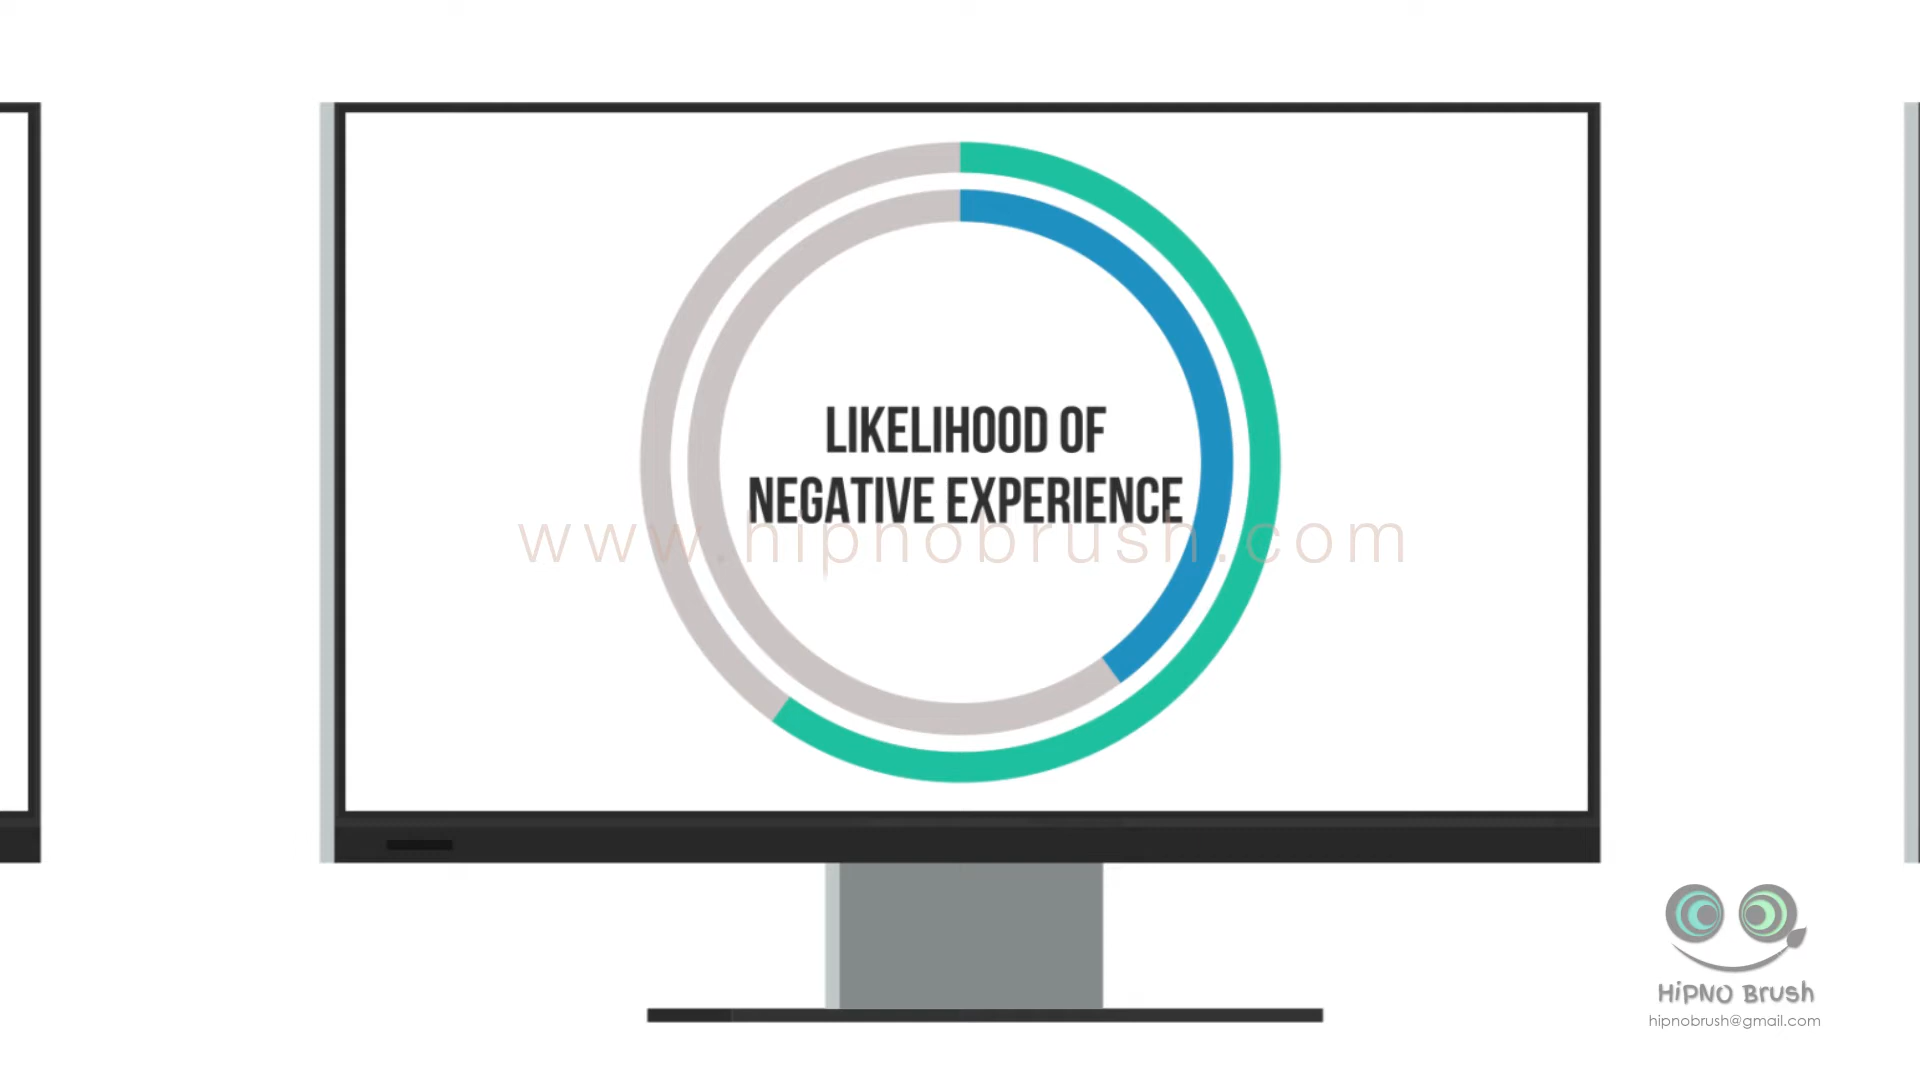 LIKELIHOOD OF
NEGATIVE EXPERIENCE
www.hipnobrush.com
HiPNO Brush
hipnobrush@gmail.com